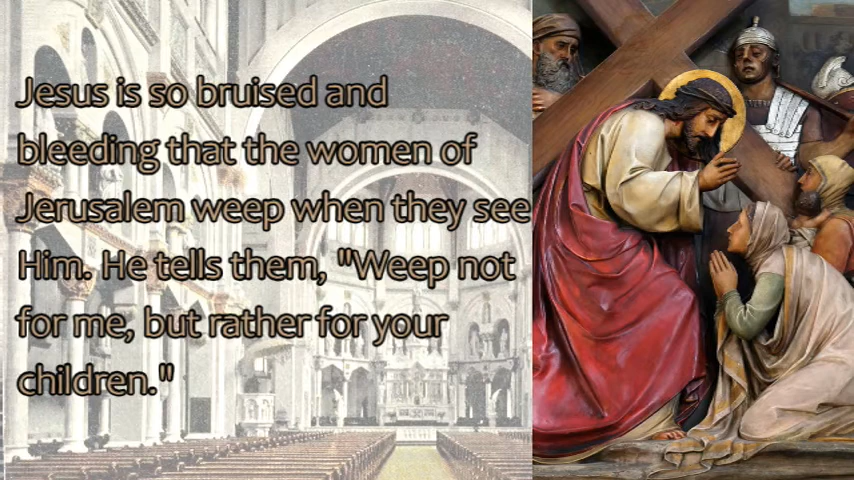 Jesus is so bruised and
bleeding that the women of
Jerusalem weep when they see
Him. He tells them, "Weep not
for me, but rather for your
children."